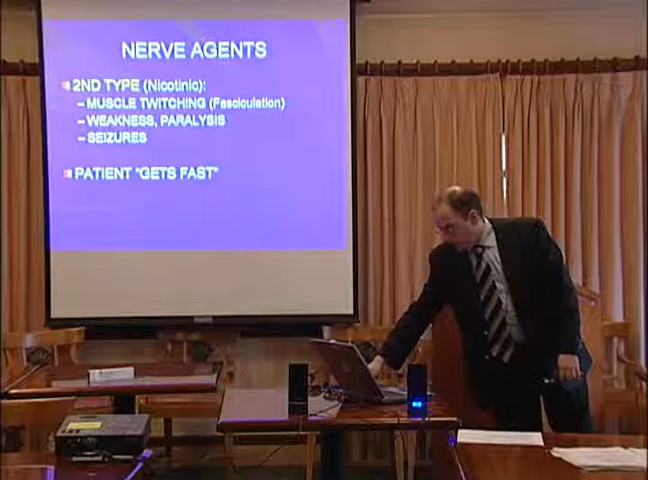 NERVE AGENTS
2ND TYPE (Nicotinic):
– MUSCLE TWITCHING (Fasciculation)
– WEAKNESS, PARALYSIS
– SEIZURES
PATIENT "GETS FAST"